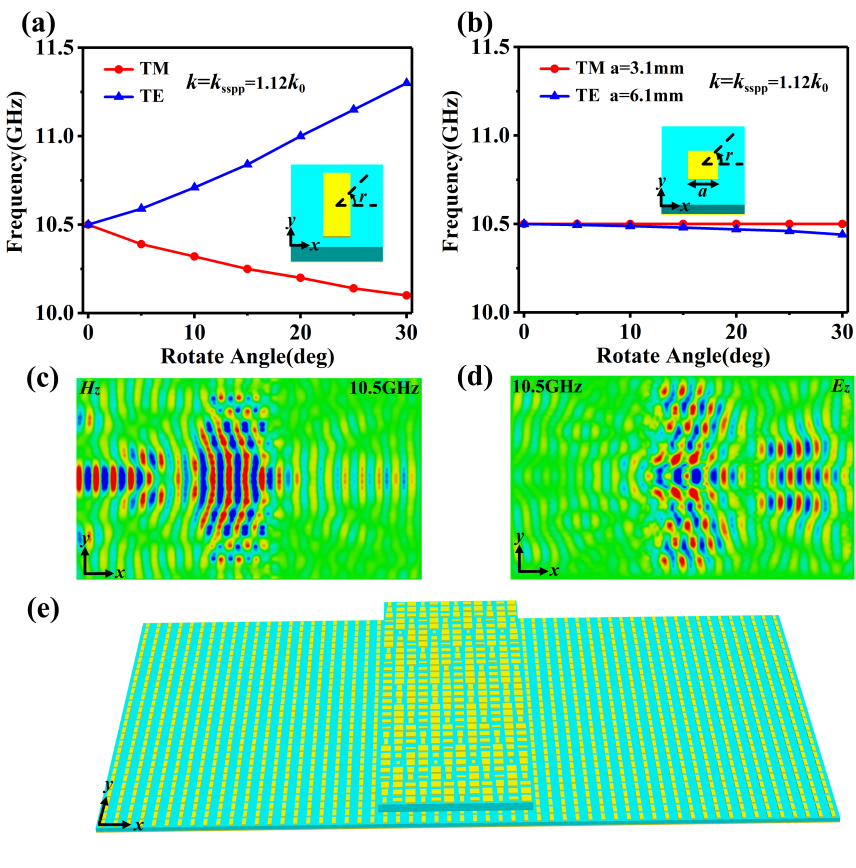 (a)
11.5
11.0
10.5
10.0
Frequency(GHz)
TM
TE
k=ksspp=1.12k0
r
y
x
0
10
20
30
Rotate Angle(deg)
(b)
11.5
11.0
10.5
10.0
Frequency(GHz)
TM a=3.1mm
TE a=6.1mm
k=ksspp=1.12k0
r
a
y
x
0
10
20
30
Rotate Angle(deg)
(c)
Hz
10.5GHz
y
x
(d)
10.5GHz
Ez
y
x
(e)
y
x